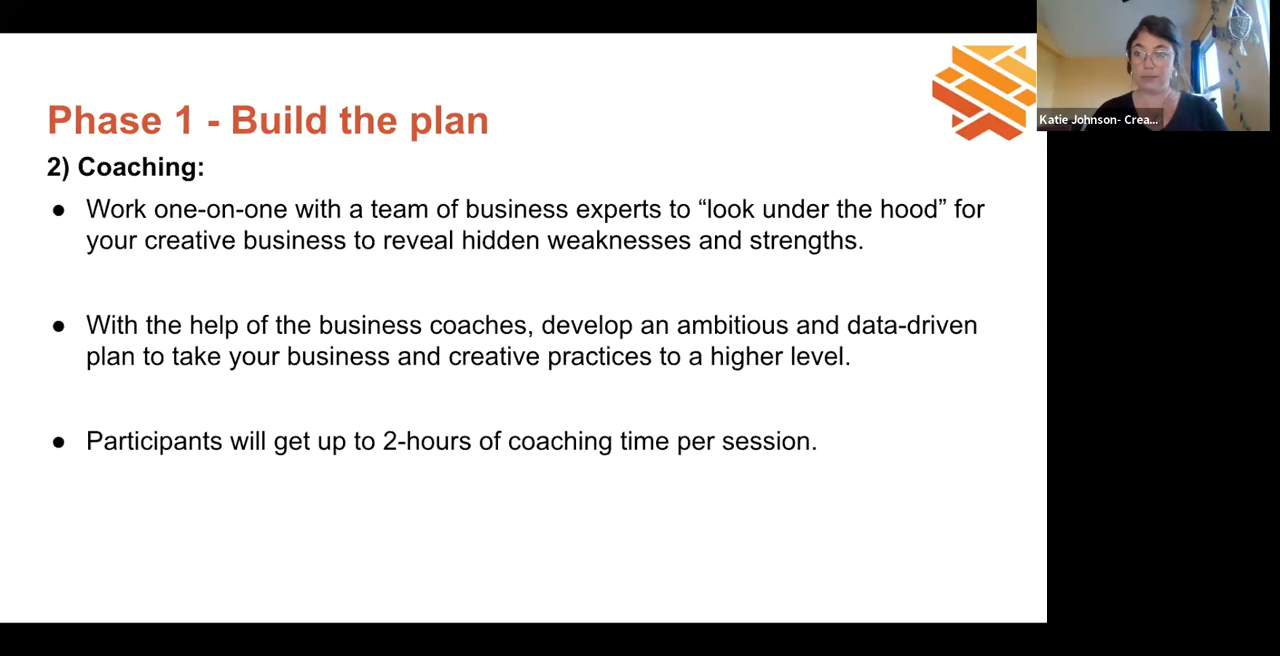 Phase 1 - Build the plan
2) Coaching:
● Work one-on-one with a team of business experts to “look under the hood” for
your creative business to reveal hidden weaknesses and strengths.
● With the help of the business coaches, develop an ambitious and data-driven
plan to take your business and creative practices to a higher level.
● Participants will get up to 2-hours of coaching time per session.
Katie Johnson- Crea...